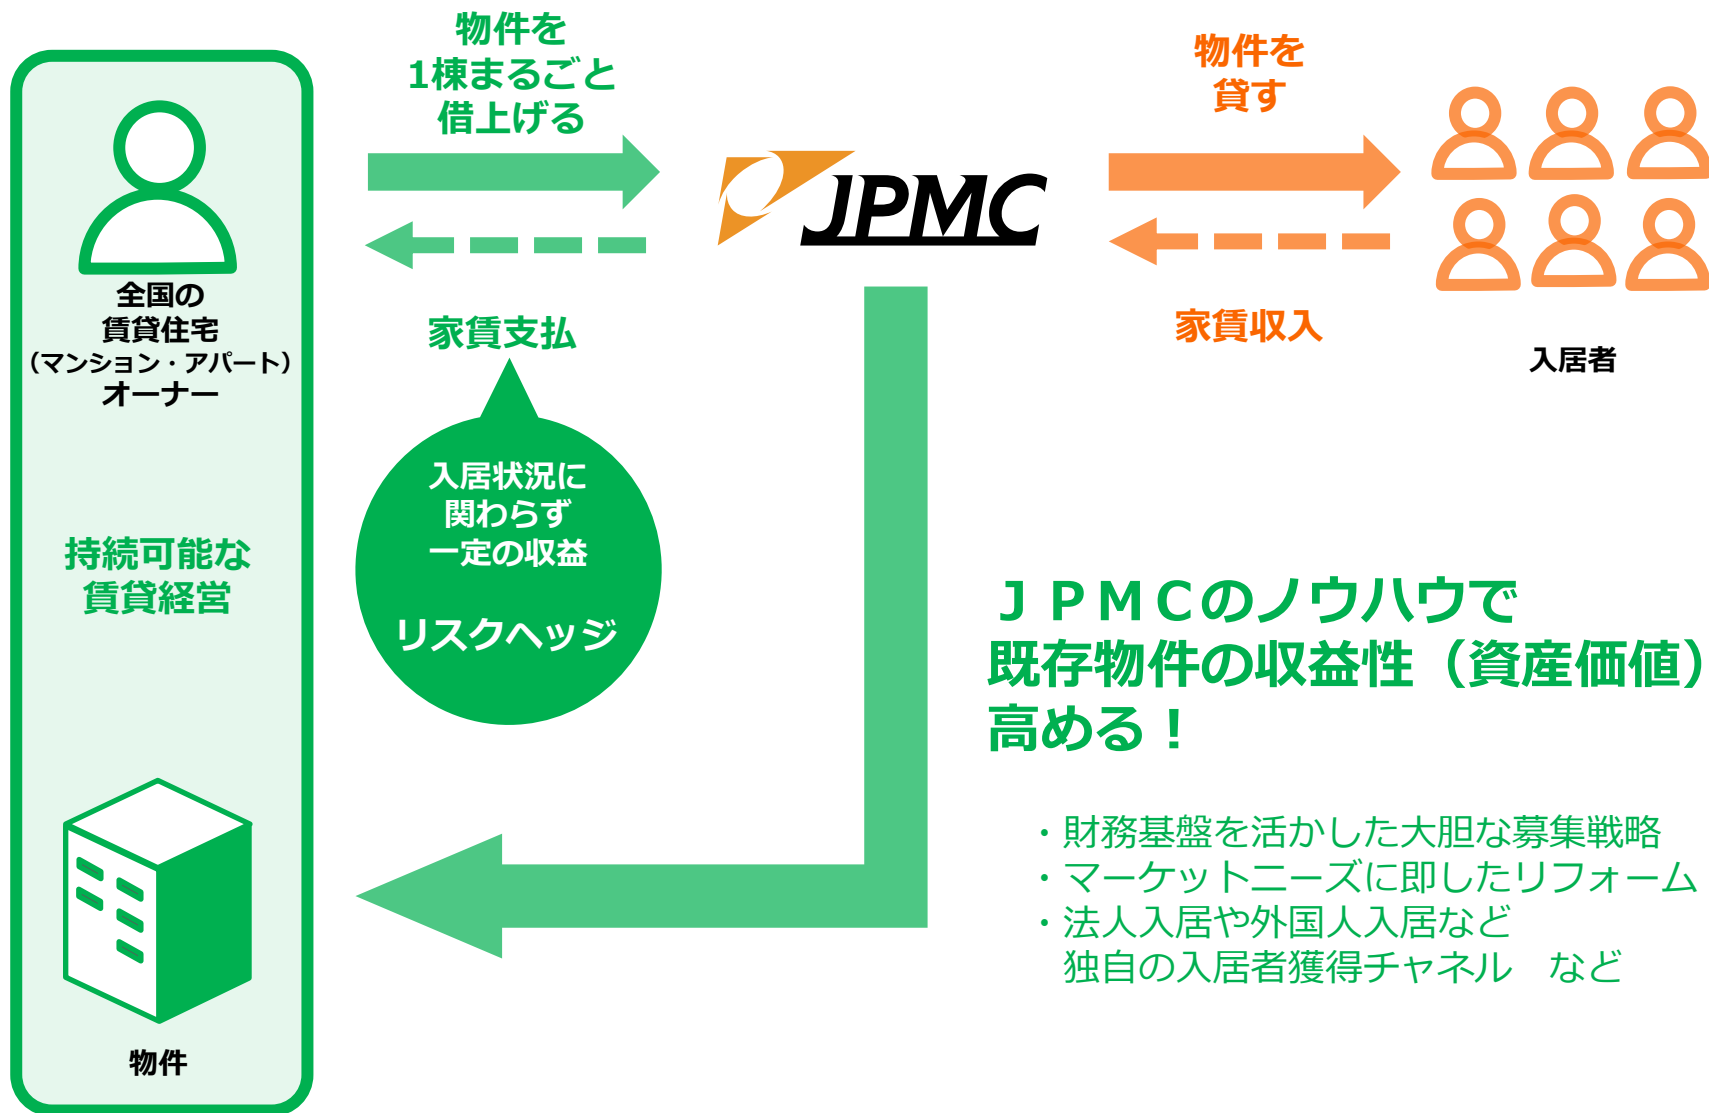 物件を
1棟まるごと
借上げる
物件を
貸す
JPMC
全国の
賃貸住宅
（マンション・アパート）
オーナー
家賃支払
家賃収入
入居者
入居状況に
関わらず
一定の収益
リスクヘッジ
持続可能な
賃貸経営
ＪＰＭＣのノウハウで
既存物件の収益性（資産価値）
高める！
・財務基盤を活かした大胆な募集戦略
・マーケットニーズに即したリフォーム
・法人入居や外国人入居など
独自の入居者獲得チャネル　など
物件